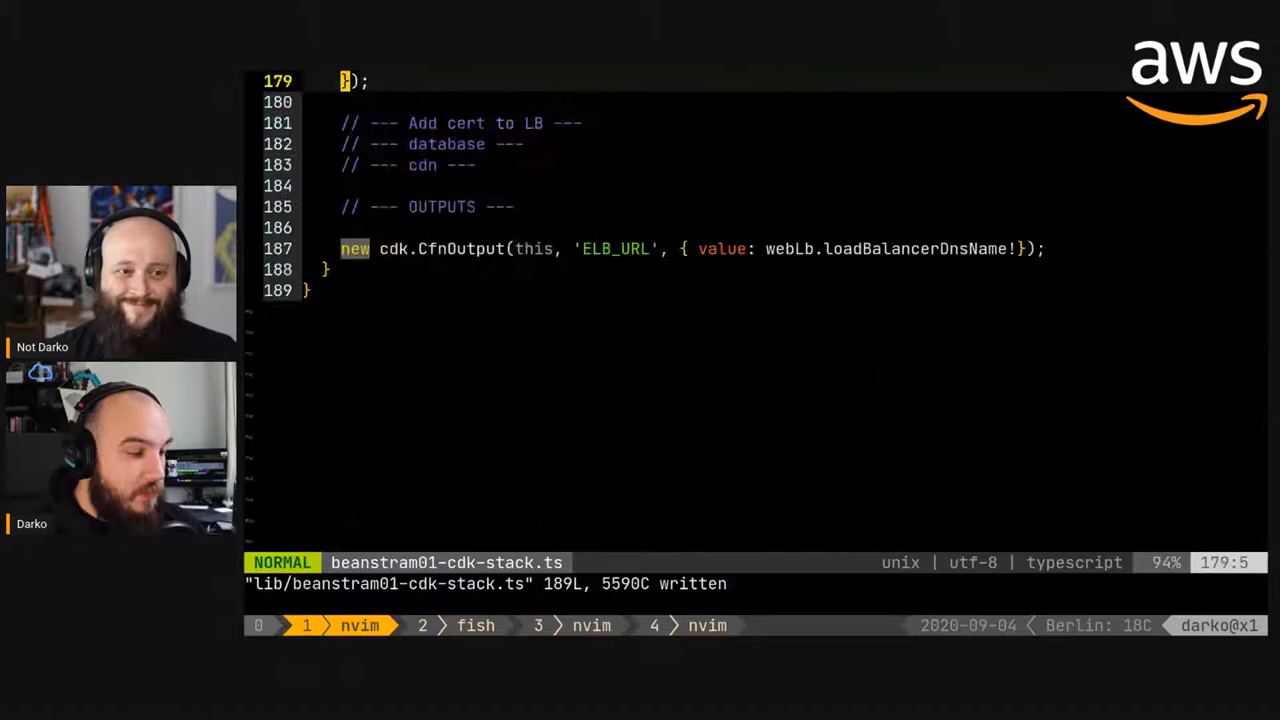 aws
179 });
180
181 // --- Add cert to LB ---
182 // --- database ---
183 // --- cdn ---
184
185 // --- OUTPUTS ---
186
187 new cdk.CfnOutput(this, 'ELB_URL', { value: webLb.loadBalancerDnsName!});
188 }
189 }
Not Darko
Darko
NORMAL beanstram01-cdk-stack.ts unix | utf-8 | typescript 94% 179:5
"lib/beanstram01-cdk-stack.ts" 189L, 5590C written
0 1 nvim 2 fish 3 nvim 4 nvim 2020-09-04 Berlin: 18C darko@x1